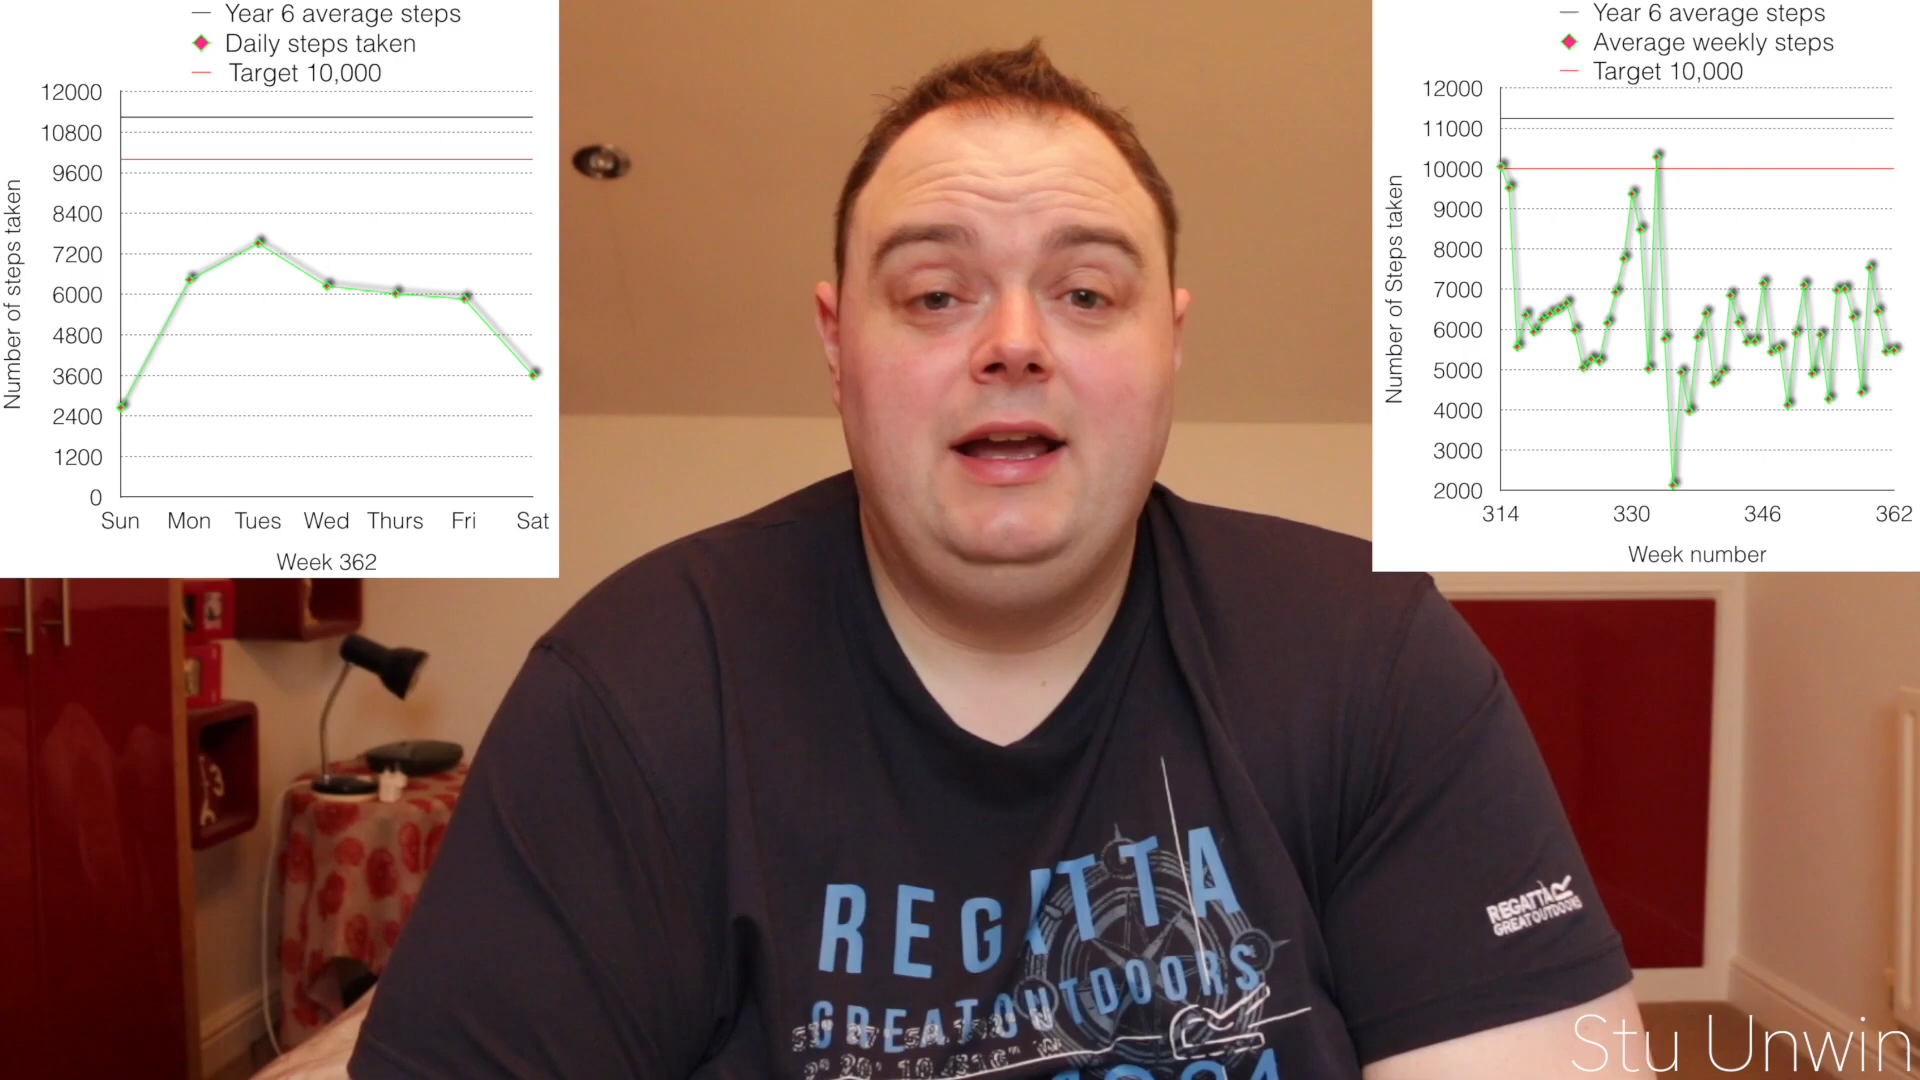 Year 6 average steps
Daily steps taken
Target 10,000
12000
10800
9600
8400
7200
6000
4800
3600
2400
1200
0
Number of steps taken
Sun Mon Tues Wed Thurs Fri Sat
Week 362
Year 6 average steps
Average weekly steps
Target 10,000
12000
11000
10000
9000
8000
7000
6000
5000
4000
3000
2000
Number of Steps taken
314 330 346 362
Week number
REGATTA
GREAT OUTDOORS
REGATTA
GREAT OUTDOORS
Stu Unwin